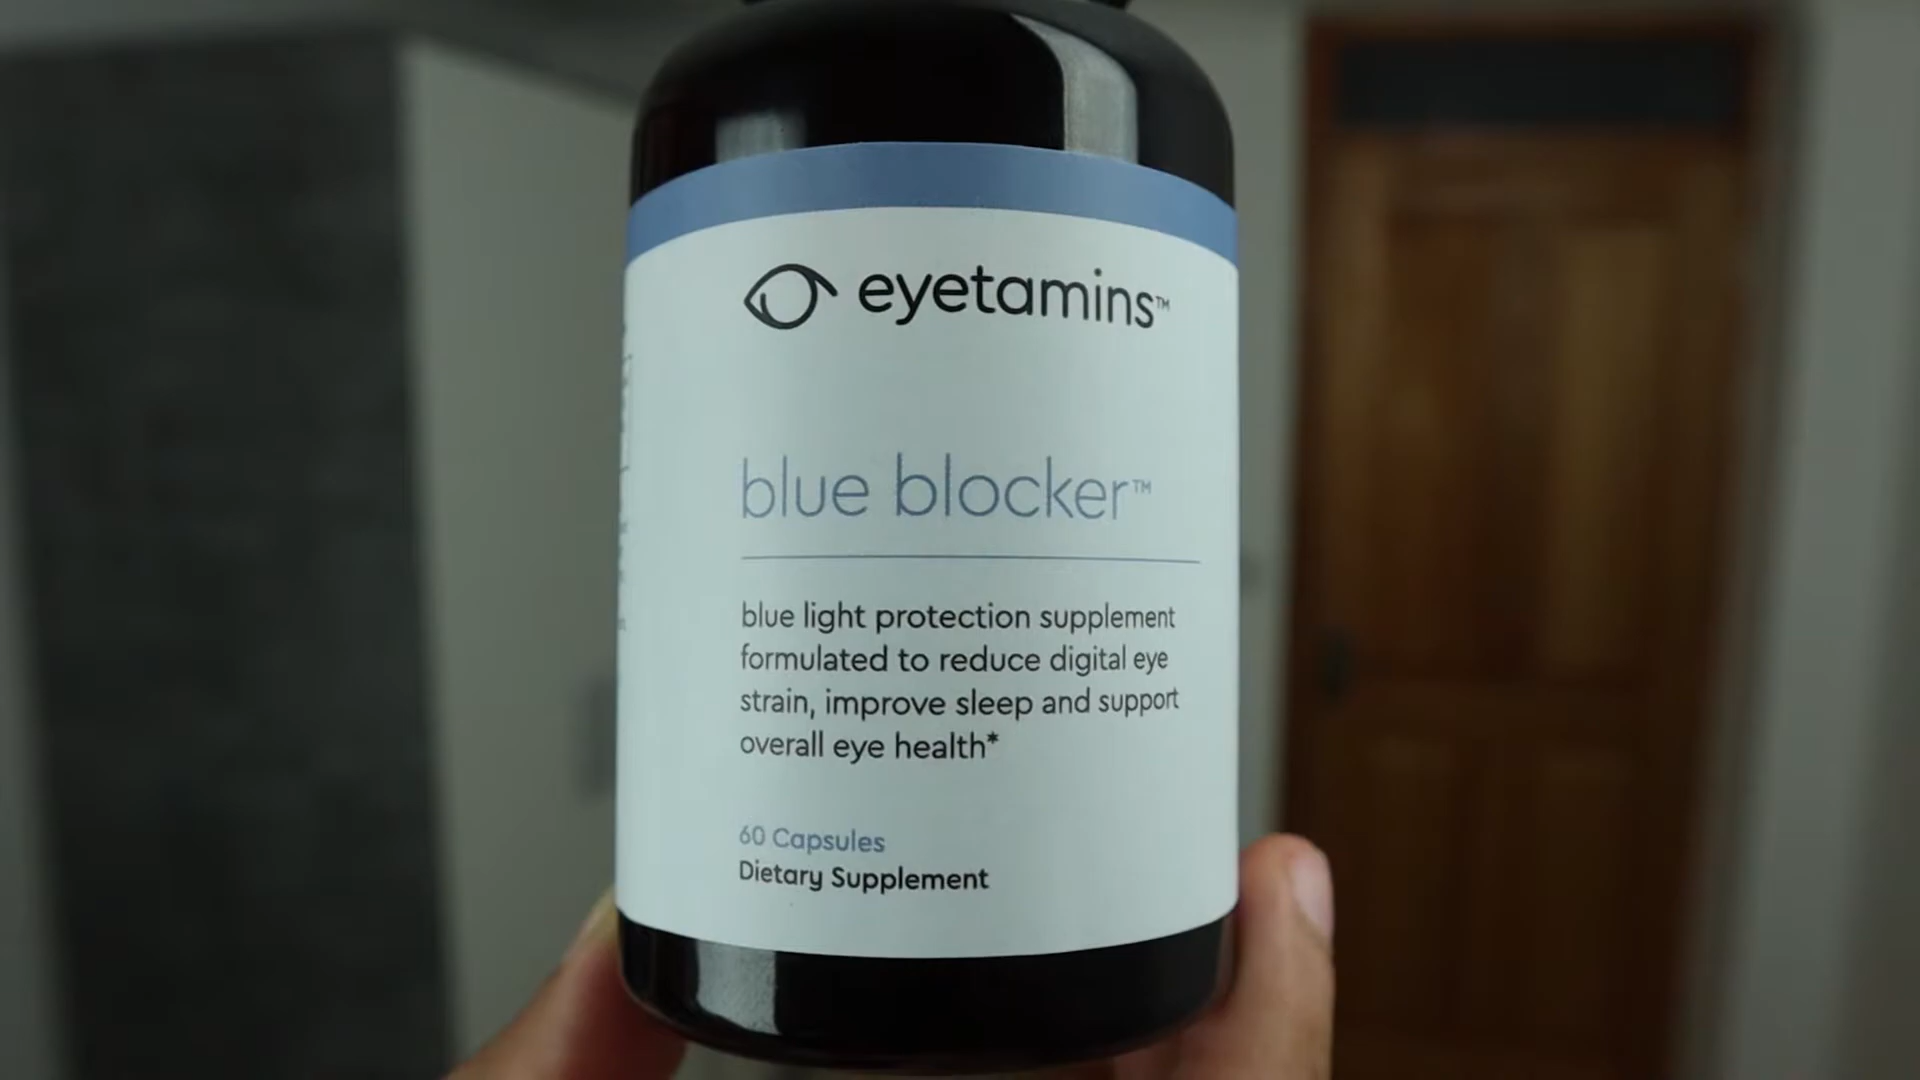 eyetamins™
blue blocker™
blue light protection supplement
formulated to reduce digital eye
strain, improve sleep and support
overall eye health*
60 Capsules
Dietary Supplement